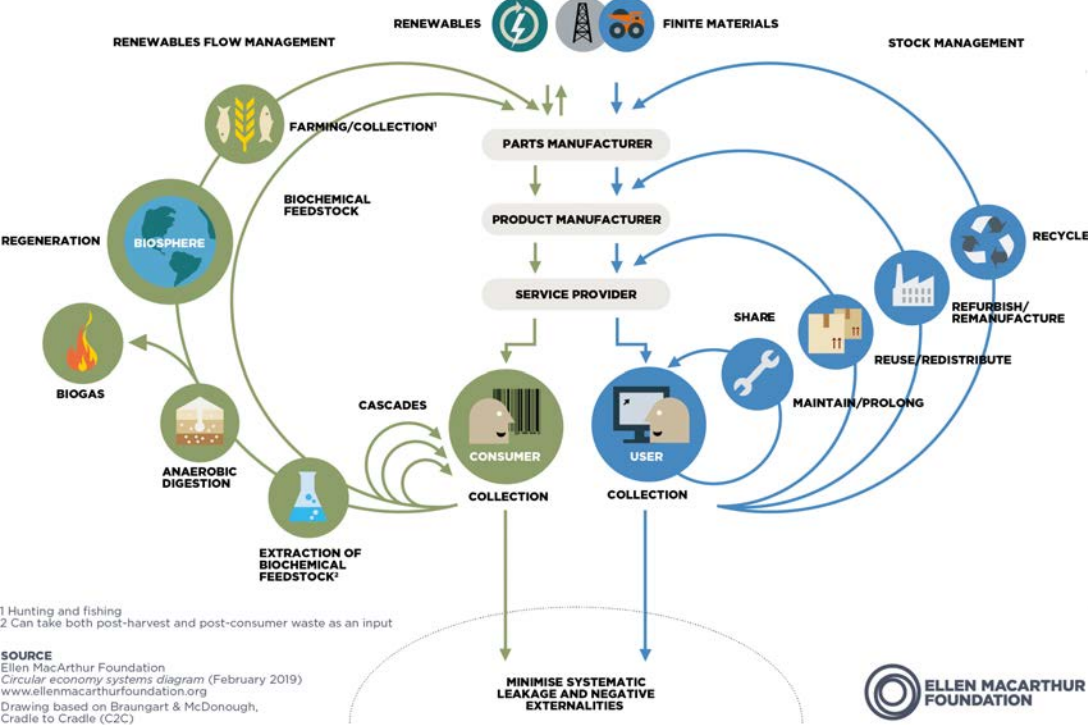 RENEWABLES
FINITE MATERIALS
RENEWABLES FLOW MANAGEMENT
STOCK MANAGEMENT
FARMING/COLLECTION¹
PARTS MANUFACTURER
BIOCHEMICAL
FEEDSTOCK
PRODUCT MANUFACTURER
REGENERATION
BIOSPHERE
RECYCLE
SERVICE PROVIDER
SHARE
REFURBISH/
REMANUFACTURE
REUSE/REDISTRIBUTE
BIOGAS
CASCADES
MAINTAIN/PROLONG
CONSUMER
USER
ANAEROBIC
DIGESTION
COLLECTION
COLLECTION
EXTRACTION OF
BIOCHEMICAL
FEEDSTOCK²
1 Hunting and fishing
2 Can take both post-harvest and post-consumer waste as an input
SOURCE
Ellen MacArthur Foundation
Circular economy systems diagram (February 2019)
www.ellenmacarthurfoundation.org
Drawing based on Braungart & McDonough,
Cradle to Cradle (C2C)
MINIMISE SYSTEMATIC
LEAKAGE AND NEGATIVE
EXTERNALITIES
ELLEN MACARTHUR
FOUNDATION